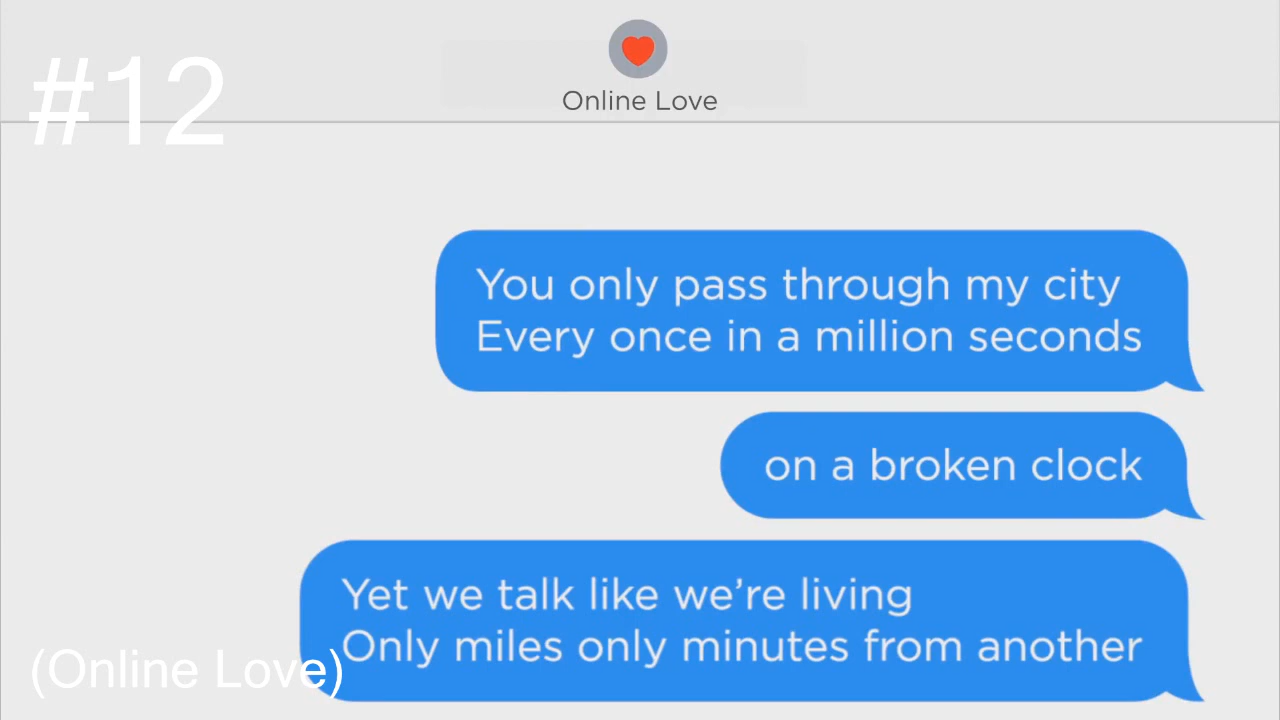 #12
Online Love
You only pass through my city
Every once in a million seconds
on a broken clock
Yet we talk like we’re living
Only miles only minutes from another
(Online Love)